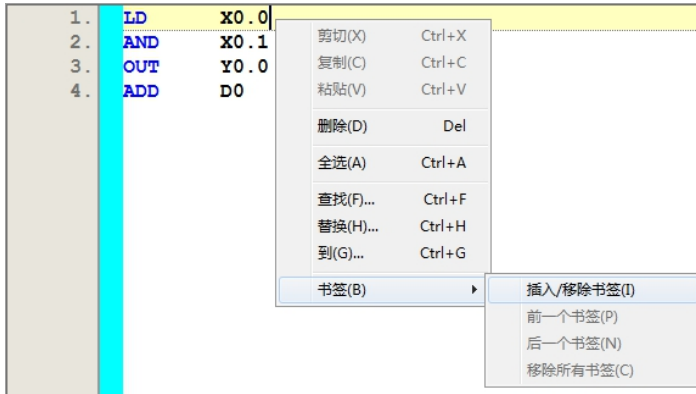 1. LD X0.0
2. AND X0.1
3. OUT Y0.0
4. ADD D0
剪切(X) Ctrl+X
复制(C) Ctrl+C
粘贴(V) Ctrl+V
删除(D) Del
全选(A) Ctrl+A
查找(F)... Ctrl+F
替换(H)... Ctrl+H
到(G)... Ctrl+G
书签(B)
插入/移除书签(I)
前一个书签(P)
后一个书签(N)
移除所有书签(C)